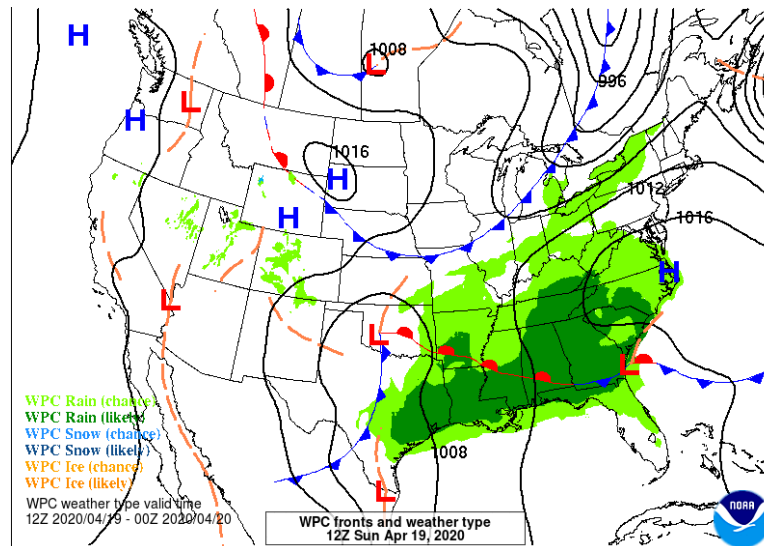 H
1008
L
996
L
H
1016
H
H
1012
1016
H
L
L
L
WPC Rain (chance)
WPC Rain (likely)
WPC Snow (chance)
WPC Snow (likely)
WPC Ice (chance)
WPC Ice (likely)
1008
L
WPC weather type valid time
12Z 2020/04/19 - 00Z 2020/04/20
WPC fronts and weather type
12Z Sun Apr 19, 2020
NOAA